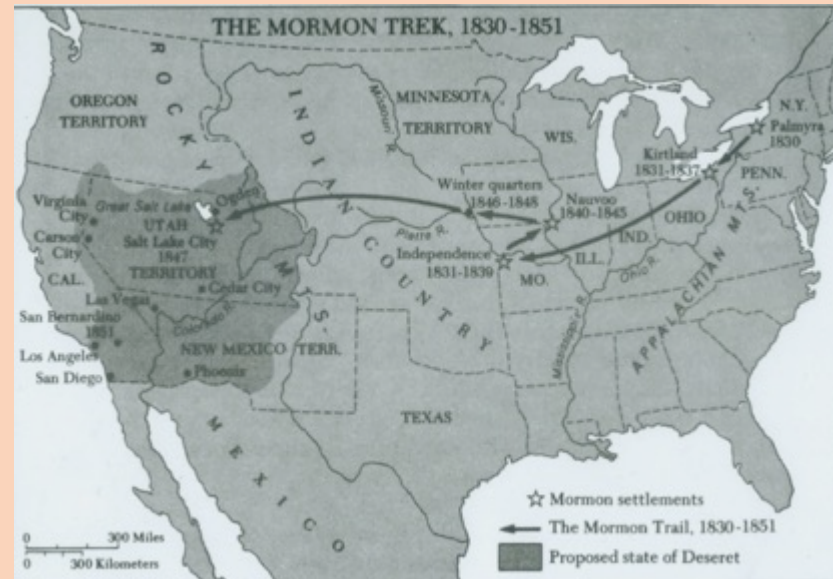 THE MORMON TREK, 1830-1851
ROCKY MTS.
OREGON
TERRITORY
INDIAN COUNTRY
Missouri R.
MINNESOTA
TERRITORY
WIS.
N.Y.
Palmyra
1830
Kirtland
1831-1837
PENN.
Winter quarters
1846-1848
Nauvoo
1840-1845
OHIO
IND.
ILL.
Ohio R.
APPALACHIAN MTS.
Virginia
City
Great Salt Lake
Ogden
UTAH
Salt Lake City
1847
TERRITORY
Carson
City
CAL.
Platte R.
Independence
1831-1839
MO.
Mississippi R.
Cedar City
Las Vegas
Colorado R.
San Bernardino
1851
Los Angeles
San Diego
NEW MEXICO TERR.
Phoenix
TEXAS
MEXICO
Mormon settlements
The Mormon Trail, 1830-1851
Proposed state of Deseret
0 300 Miles
0 300 Kilometers